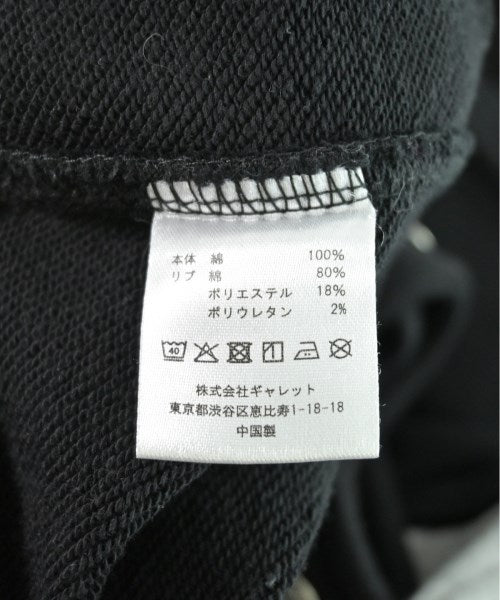 本体 綿 100%
リブ 綿 80%
ポリエステル 18%
ポリウレタン 2%
40
株式会社ギャレット
東京都渋谷区恵比寿1-18-18
中国製